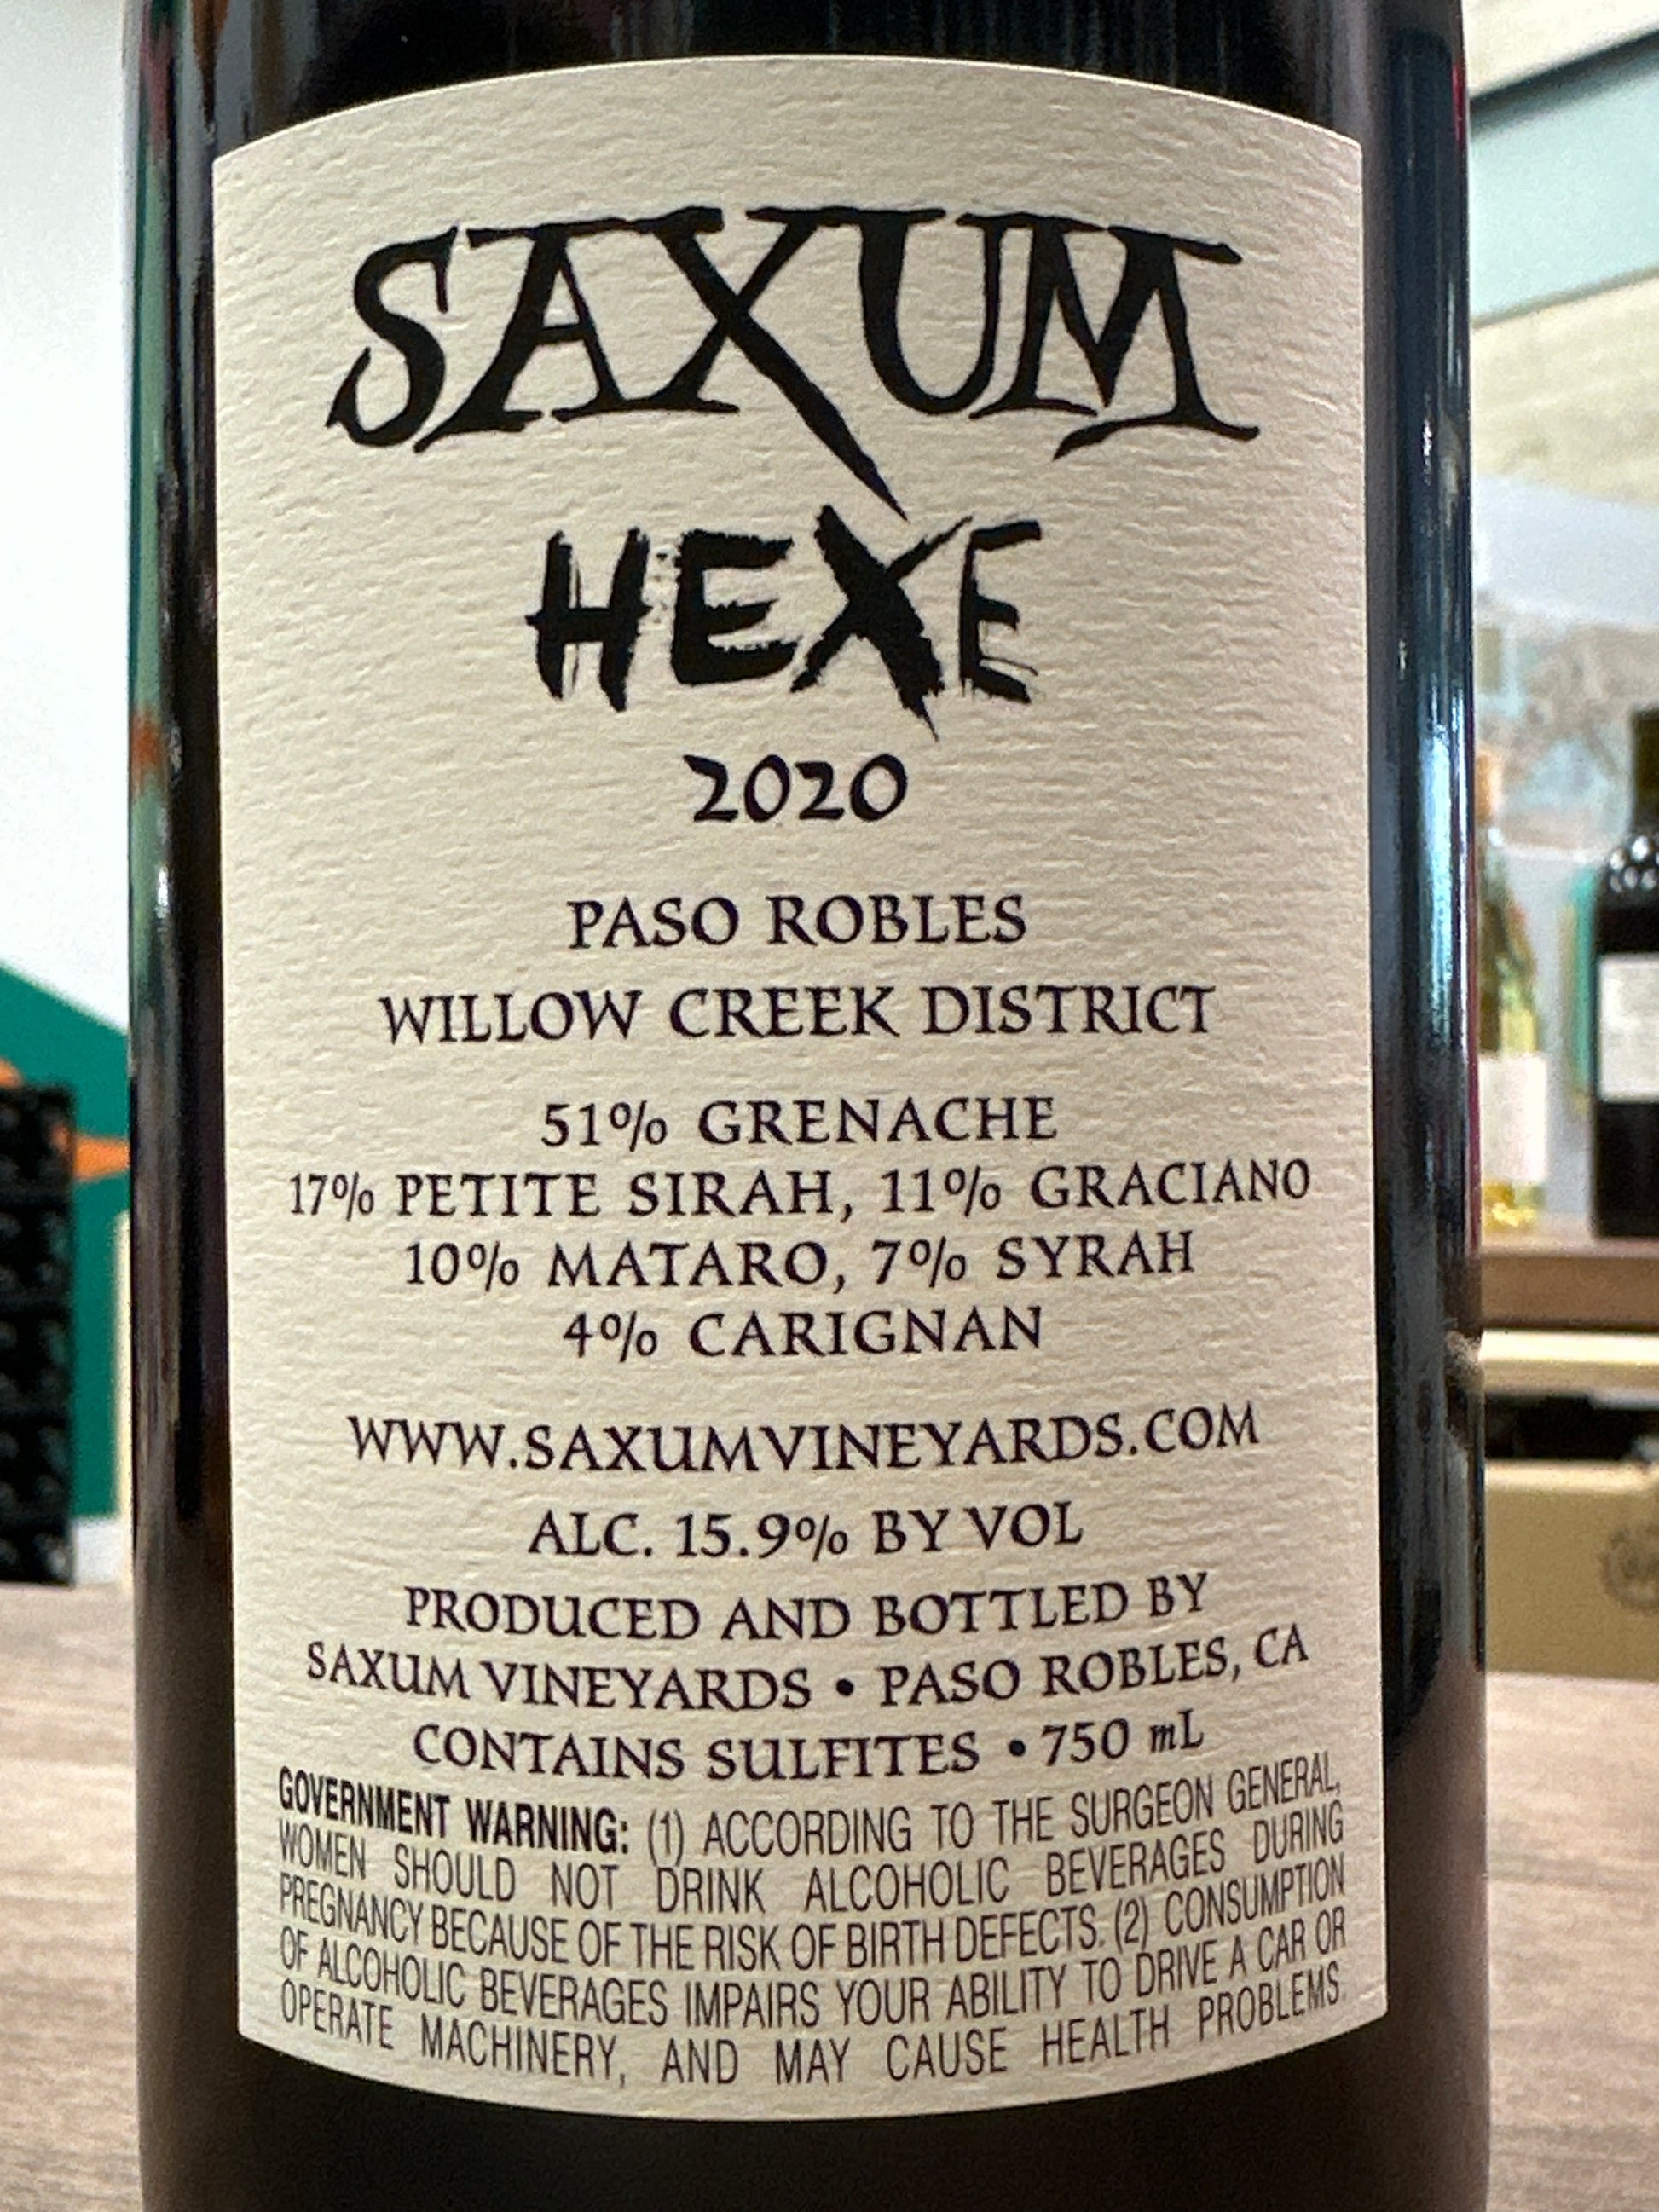 SAXUM
HEXE
2020
PASO ROBLES
WILLOW CREEK DISTRICT
51% GRENACHE
17% PETITE SIRAH, 11% GRACIANO
10% MATARO, 7% SYRAH
4% CARIGNAN
WWW.SAXUMVINEYARDS.COM
ALC. 15.9% BY VOL
PRODUCED AND BOTTLED BY
SAXUM VINEYARDS • PASO ROBLES, CA
CONTAINS SULFITES • 750 mL
GOVERNMENT WARNING: (1) ACCORDING TO THE SURGEON GENERAL,
WOMEN SHOULD NOT DRINK ALCOHOLIC BEVERAGES DURING
PREGNANCY BECAUSE OF THE RISK OF BIRTH DEFECTS. (2) CONSUMPTION
OF ALCOHOLIC BEVERAGES IMPAIRS YOUR ABILITY TO DRIVE A CAR OR
OPERATE MACHINERY, AND MAY CAUSE HEALTH PROBLEMS.